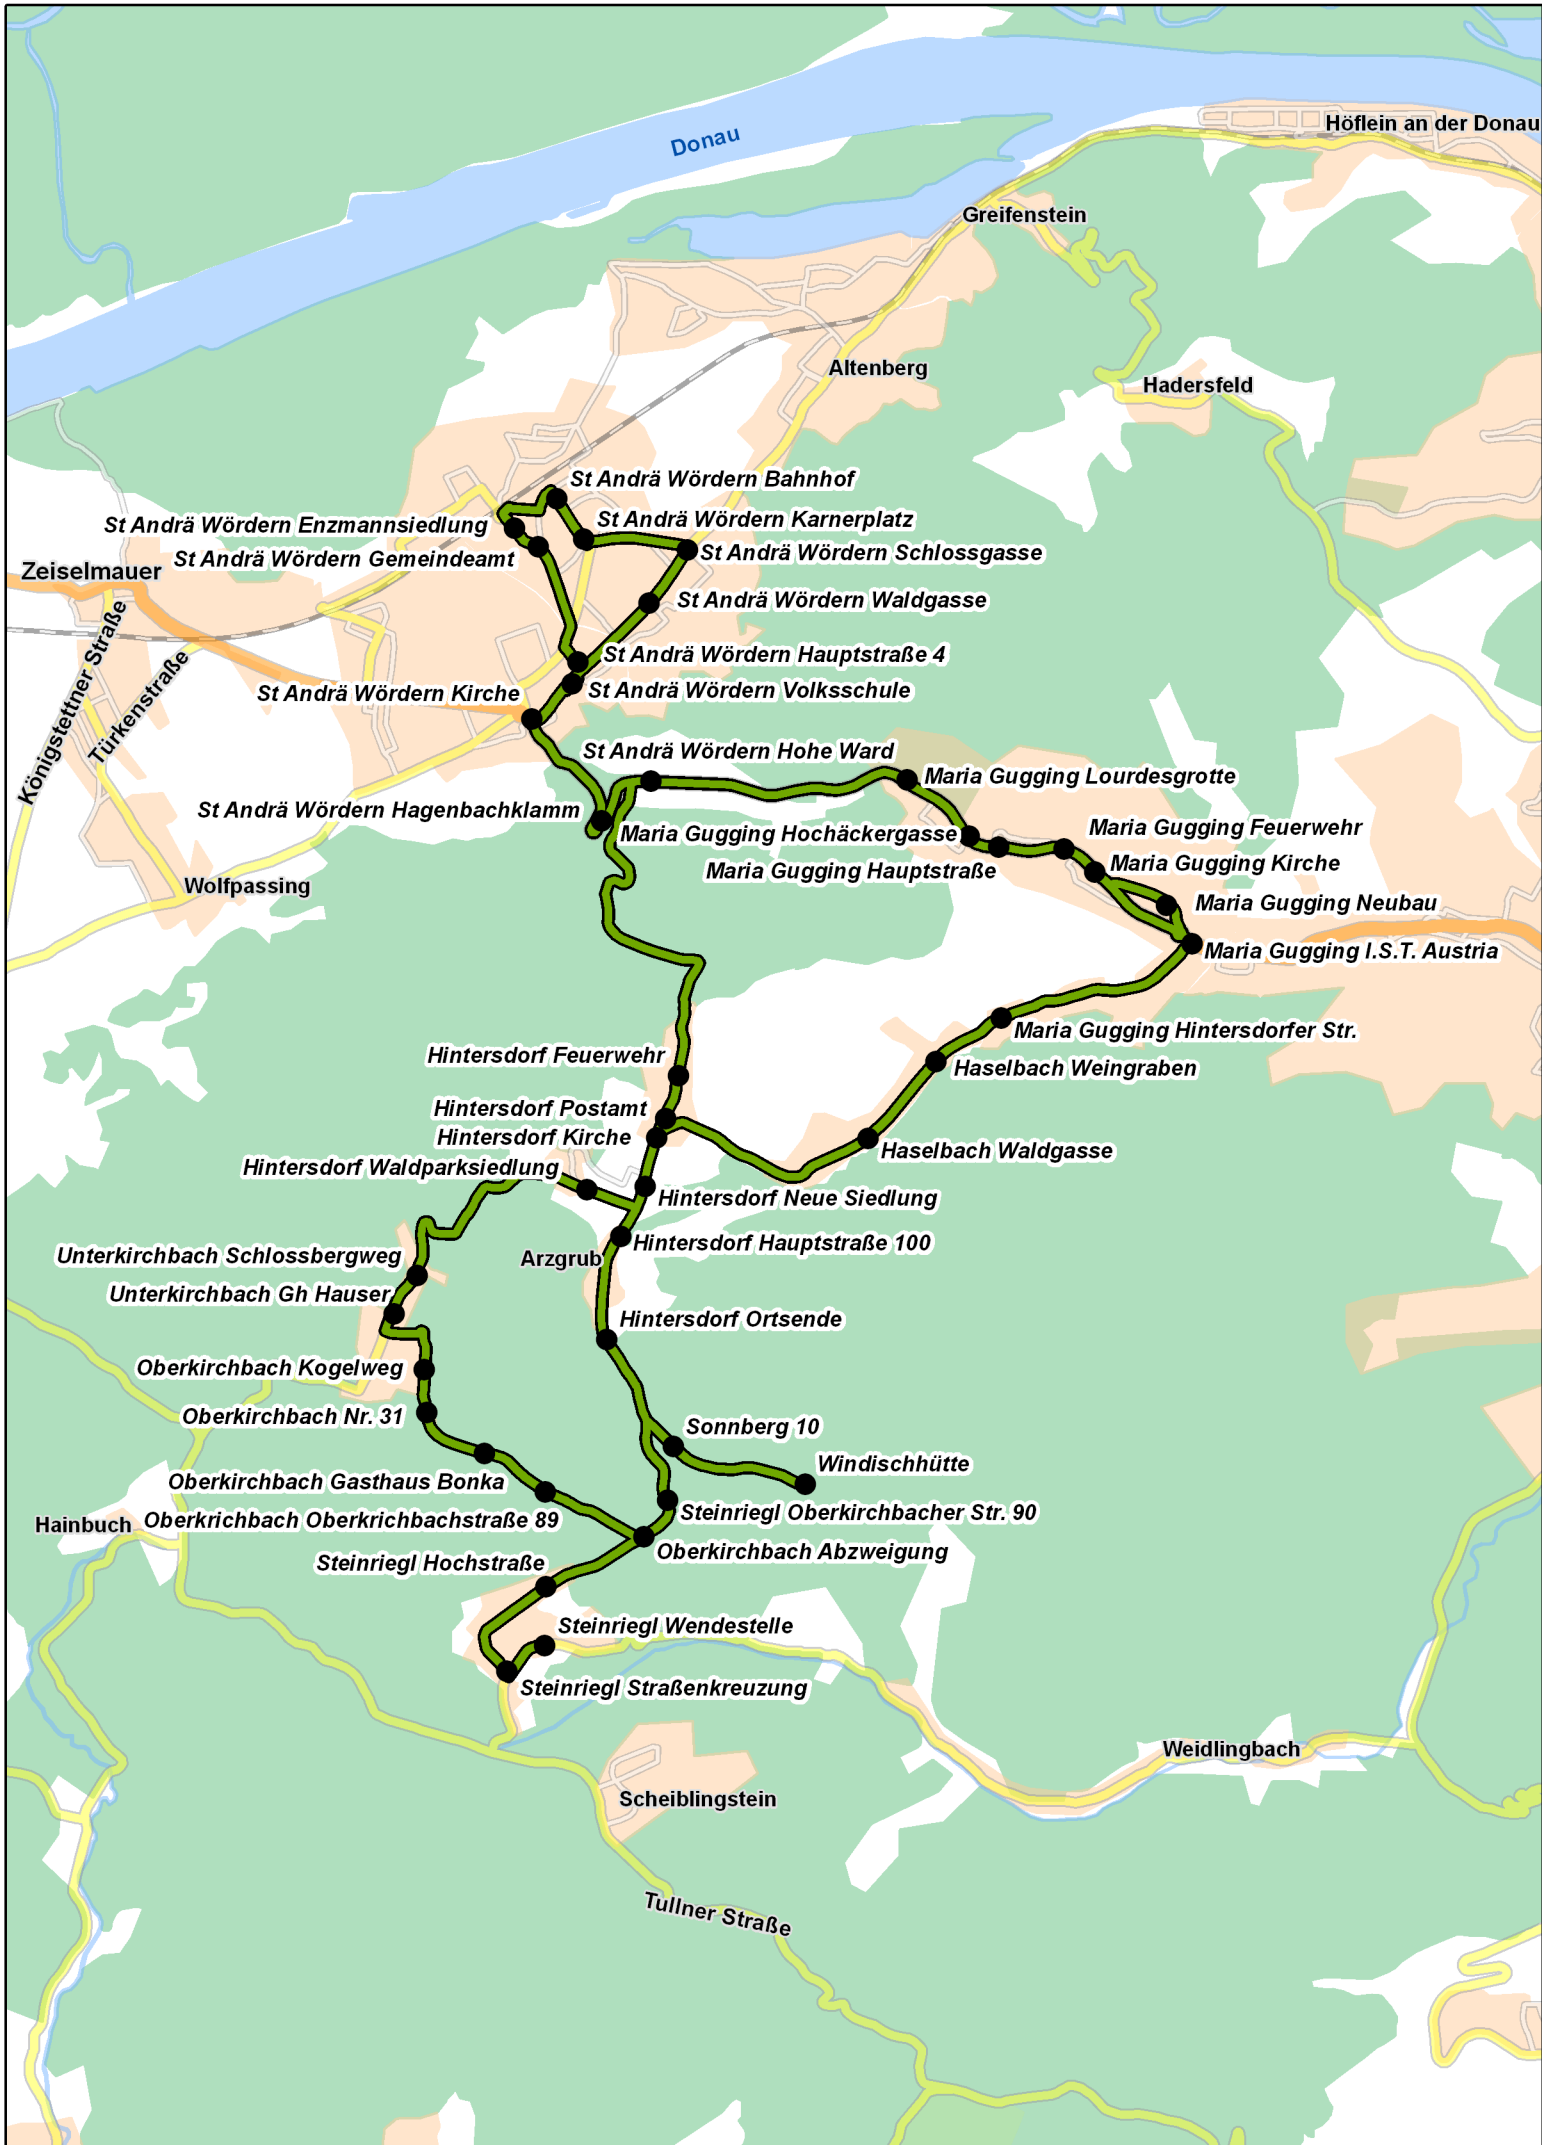 Höflein an der Donau
Donau
Greifenstein
Altenberg
Hadersfeld
St Andrä Wördern Bahnhof
St Andrä Wördern Karnerplatz
St Andrä Wördern Enzmannsiedlung
St Andrä Wördern Schlossgasse
St Andrä Wördern Gemeindeamt
Zeiselmauer
St Andrä Wördern Waldgasse
St Andrä Wördern Hauptstraße 4
Königstettner Straße
Türkenstraße
St Andrä Wördern Kirche
St Andrä Wördern Volksschule
St Andrä Wördern Hohe Ward
Maria Gugging Lourdesgrotte
St Andrä Wördern Hagenbachklamm
Maria Gugging Hochäckergasse
Maria Gugging Feuerwehr
Maria Gugging Hauptstraße
Maria Gugging Kirche
Wolfpassing
Maria Gugging Neubau
Maria Gugging I.S.T. Austria
Maria Gugging Hintersdorfer Str.
Hintersdorf Feuerwehr
Haselbach Weingraben
Hintersdorf Postamt
Hintersdorf Kirche
Haselbach Waldgasse
Hintersdorf Waldparksiedlung
Hintersdorf Neue Siedlung
Hintersdorf Hauptstraße 100
Unterkirchbach Schlossbergweg
Arzgrub
Unterkirchbach Gh Hauser
Hintersdorf Ortsende
Oberkirchbach Kogelweg
Oberkirchbach Nr. 31
Sonnberg 10
Windischhütte
Oberkirchbach Gasthaus Bonka
Steinriegl Oberkirchbacher Str. 90
Hainbuch
Oberkrichbach Oberkrichbachstraße 89
Oberkirchbach Abzweigung
Steinriegl Hochstraße
Steinriegl Wendestelle
Steinriegl Straßenkreuzung
Weidlingbach
Scheiblingstein
Tullner Straße